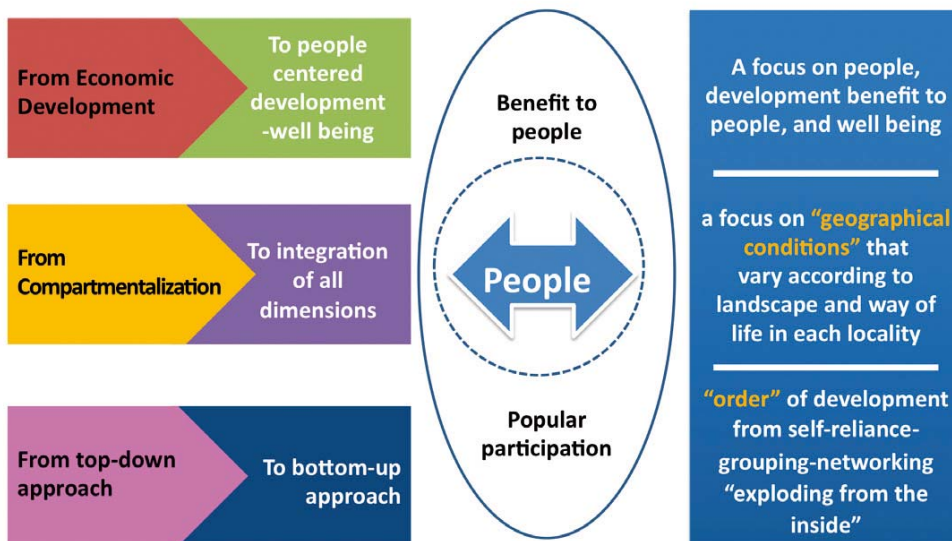 From Economic
Development
To people
centered
development
-well being
From
Compartmentalization
To integration
of all
dimensions
From top-down
approach
To bottom-up
approach
Benefit to
people
People
Popular
participation
A focus on people,
development benefit to
people, and well being
a focus on “geographical
conditions” that
vary according to
landscape and way of
life in each locality
“order” of development
from self-reliance-
grouping-networking
“exploding from the
inside”